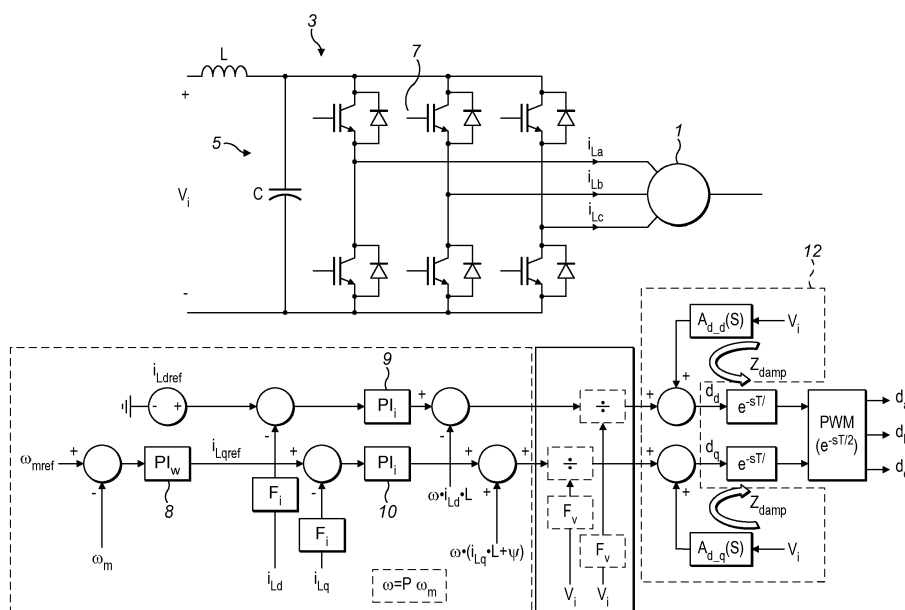 3
L
7
+
5
1
i_La
V_i
C
i_Lb
i_Lc
-
12
A_d_d(S)
V_i
9
i_Ldref
Z_damp
+
-
+
PI_i
+
+
+
d_d
e^-sT/
d_a
-
-
÷
PWM
(e^-sT/2)
ω_mref
+
PI_w
i_Lqref
+
PI_i
+
÷
+
d_q
e^-sT/
-
8
-
10
ω•i_Ld•L
+
+
F_i
F_i
F_v
F_v
Z_damp
ω_m
ω•(i_Lq•L+ψ)
A_d_q(S)
V_i
i_Ld
i_Lq
ω=P ω_m
V_i
V_i